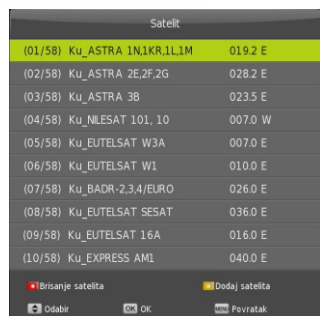 Satelit
(01/58) Ku_ASTRA 1N,1KR,1L,1M 019.2 E
(02/58) Ku_ASTRA 2E,2F,2G 028.2 E
(03/58) Ku_ASTRA 3B 023.5 E
(04/58) Ku_NILESAT 101, 10 007.0 W
(05/58) Ku_EUTELSAT W3A 007.0 E
(06/58) Ku_EUTELSAT W1 010.0 E
(07/58) Ku_BADR-2,3,4/EURO 026.0 E
(08/58) Ku_EUTELSAT SESAT 036.0 E
(09/58) Ku_EUTELSAT 16A 016.0 E
(10/58) Ku_EXPRESS AM1 040.0 E
Brisanje satelita Dodaj satelita
Odabir OK OK MENU Povratak